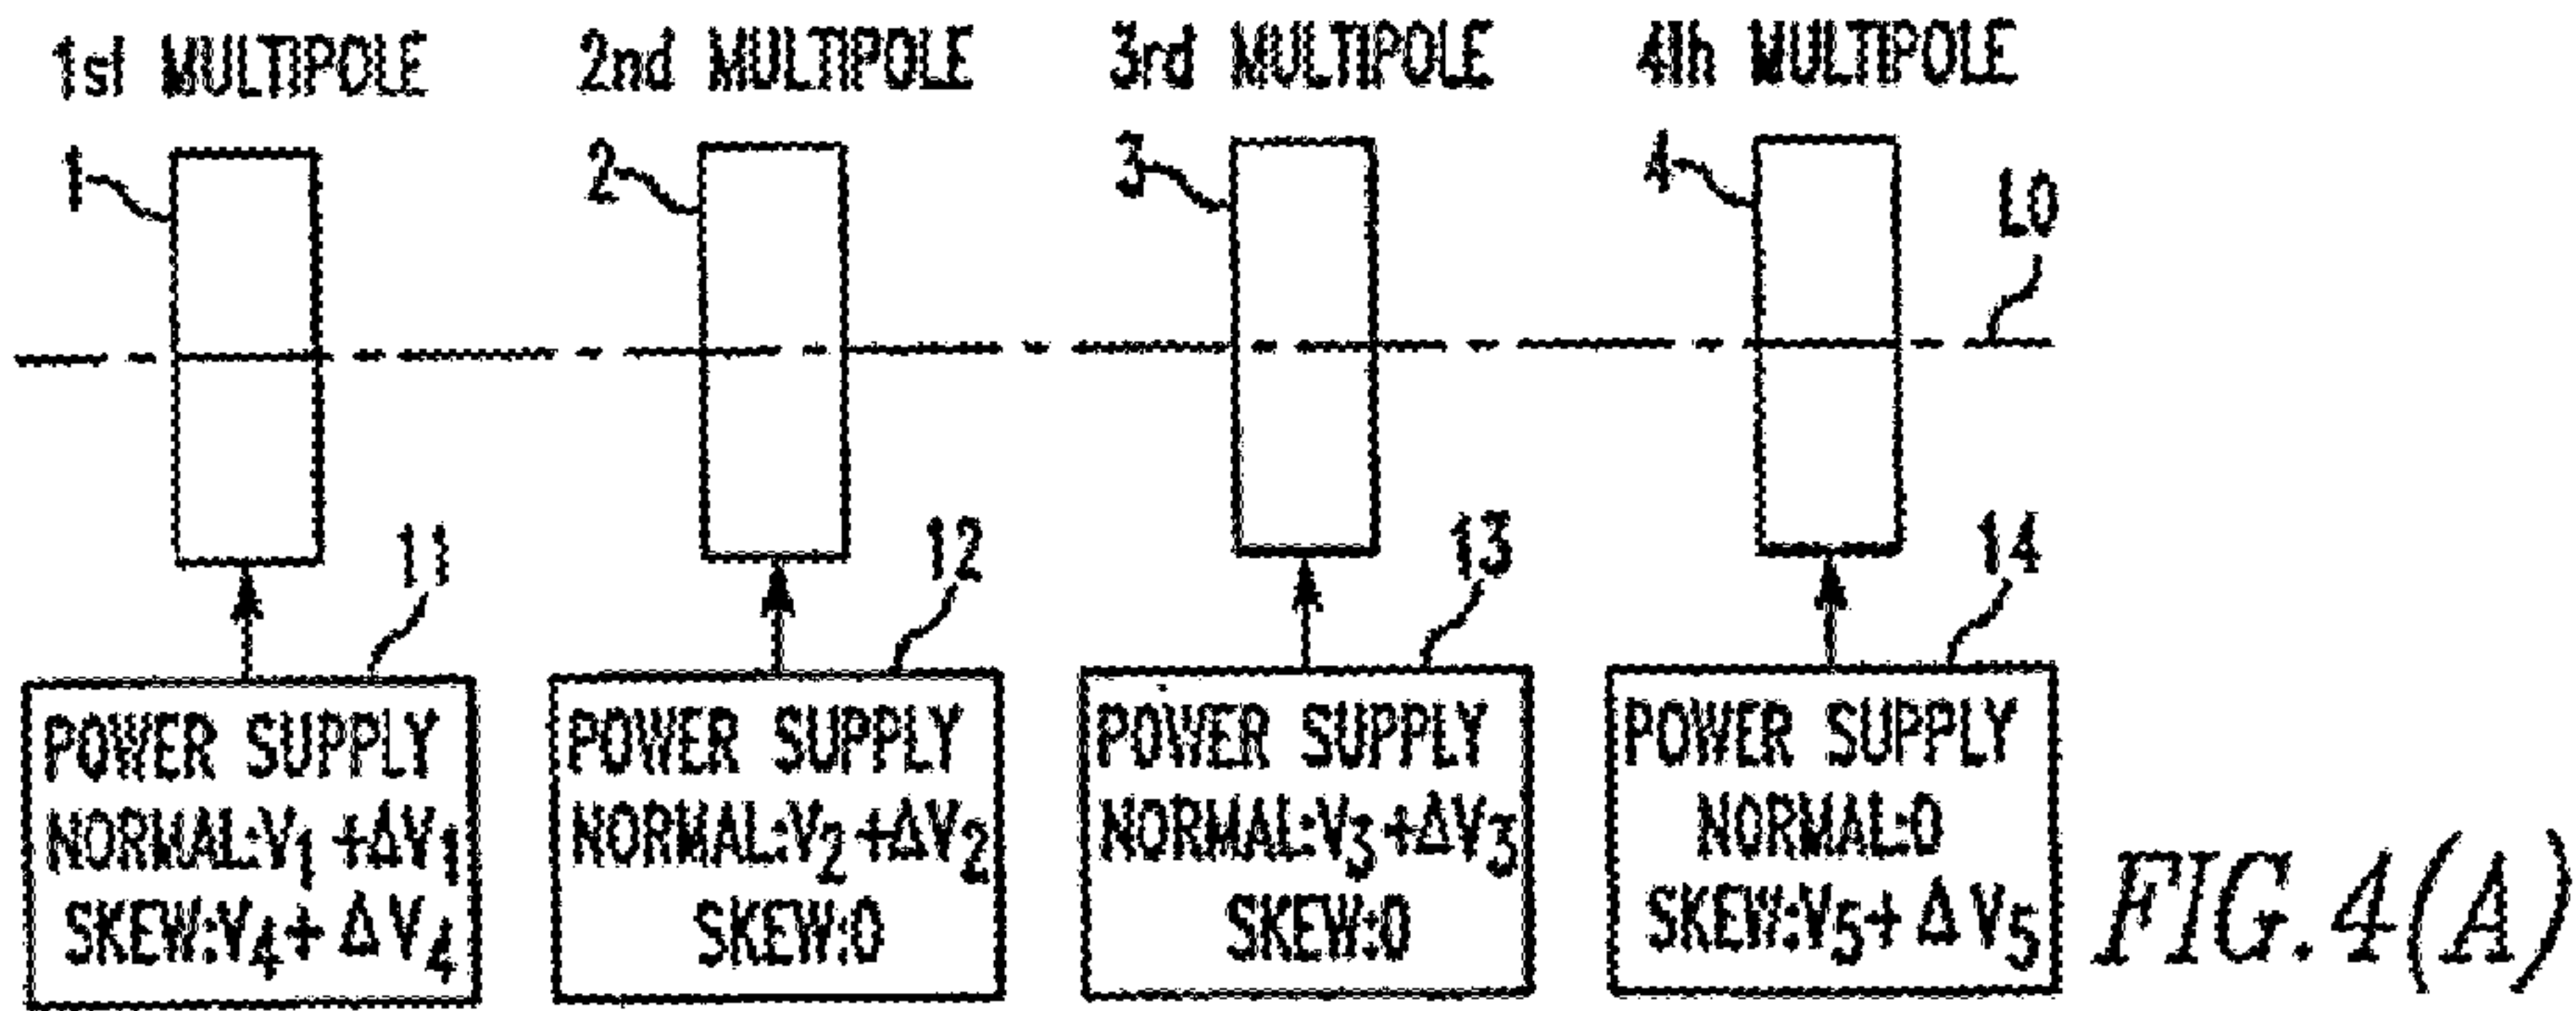 1st MULTIPOLE 2nd MULTIPOLE 3rd MULTIPOLE 4th MULTIPOLE
1 2 3 4
LO
11 12 13 14
POWER SUPPLY
NORMAL:V1+ΔV1
SKEW:V4+ΔV4
POWER SUPPLY
NORMAL:V2+ΔV2
SKEW:0
POWER SUPPLY
NORMAL:V3+ΔV3
SKEW:0
POWER SUPPLY
NORMAL:0
SKEW:V5+ΔV5
FIG. 4(A)